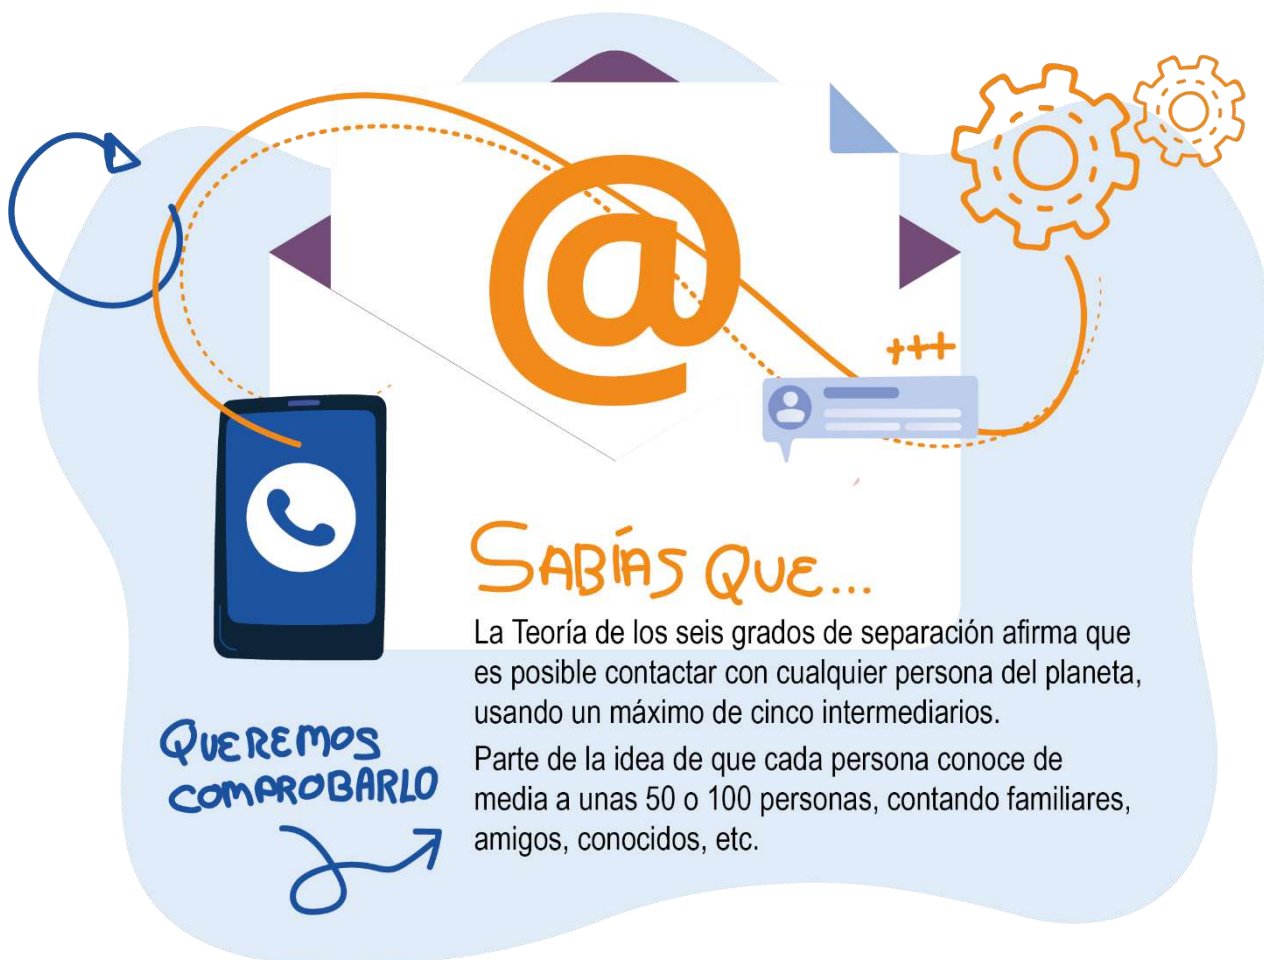 @
+++
SABÍAS QUE...
La Teoría de los seis grados de separación afirma que
es posible contactar con cualquier persona del planeta,
usando un máximo de cinco intermediarios.
Parte de la idea de que cada persona conoce de
media a unas 50 o 100 personas, contando familiares,
amigos, conocidos, etc.
QUEREMOS
COMPROBARLO